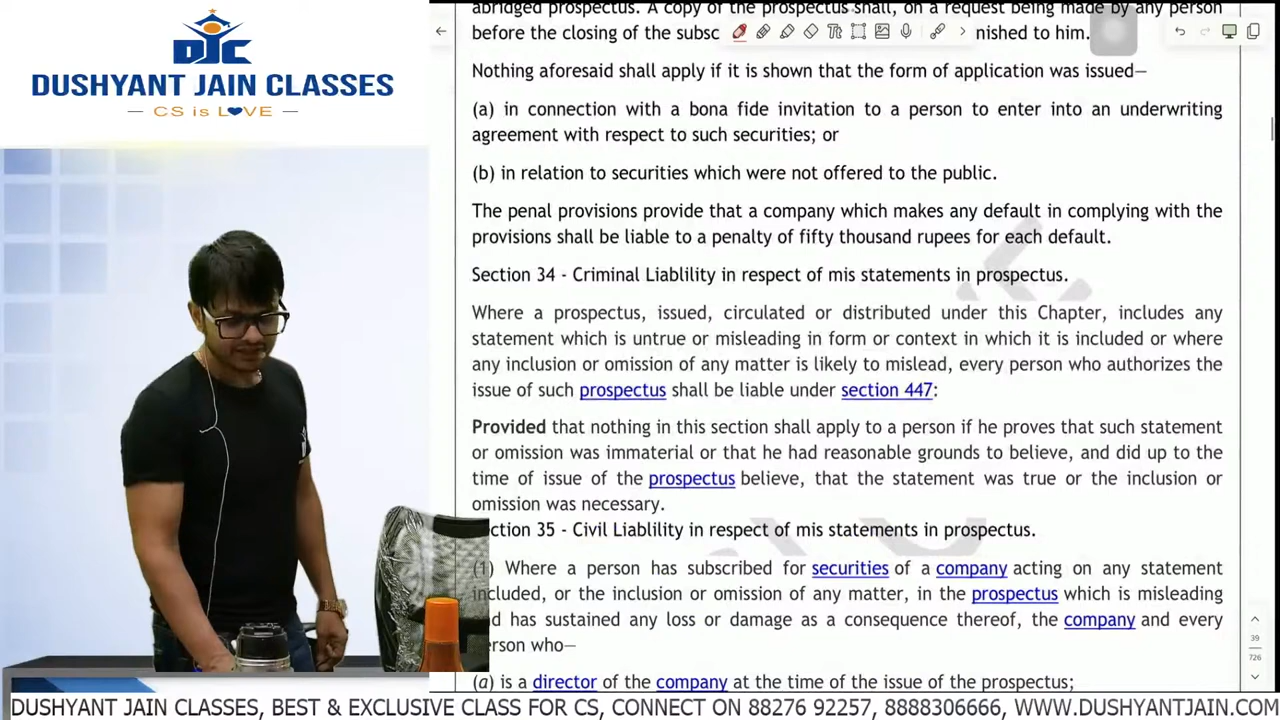 DJC
DUSHYANT JAIN CLASSES
CS is L VE
abridged prospectus. A copy of the prospectus shall, on a request being made by any person
before the closing of the subsc nished to him.
Nothing aforesaid shall apply if it is shown that the form of application was issued—
(a) in connection with a bona fide invitation to a person to enter into an underwriting
agreement with respect to such securities; or
(b) in relation to securities which were not offered to the public.
The penal provisions provide that a company which makes any default in complying with the
provisions shall be liable to a penalty of fifty thousand rupees for each default.
Section 34 - Criminal Liablility in respect of mis statements in prospectus.
Where a prospectus, issued, circulated or distributed under this Chapter, includes any
statement which is untrue or misleading in form or context in which it is included or where
any inclusion or omission of any matter is likely to mislead, every person who authorizes the
issue of such prospectus shall be liable under section 447:
Provided that nothing in this section shall apply to a person if he proves that such statement
or omission was immaterial or that he had reasonable grounds to believe, and did up to the
time of issue of the prospectus believe, that the statement was true or the inclusion or
omission was necessary.
ction 35 - Civil Liablility in respect of mis statements in prospectus.
(1) Where a person has subscribed for securities of a company acting on any statement
included, or the inclusion or omission of any matter, in the prospectus which is misleading
d has sustained any loss or damage as a consequence thereof, the company and every
erson who—
(a) is a director of the company at the time of the issue of the prospectus;
39
726
DUSHYANT JAIN CLASSES, BEST & EXCLUSIVE CLASS FOR CS, CONNECT ON 88276 92257, 8888306666, WWW.DUSHYANTJAIN.COM